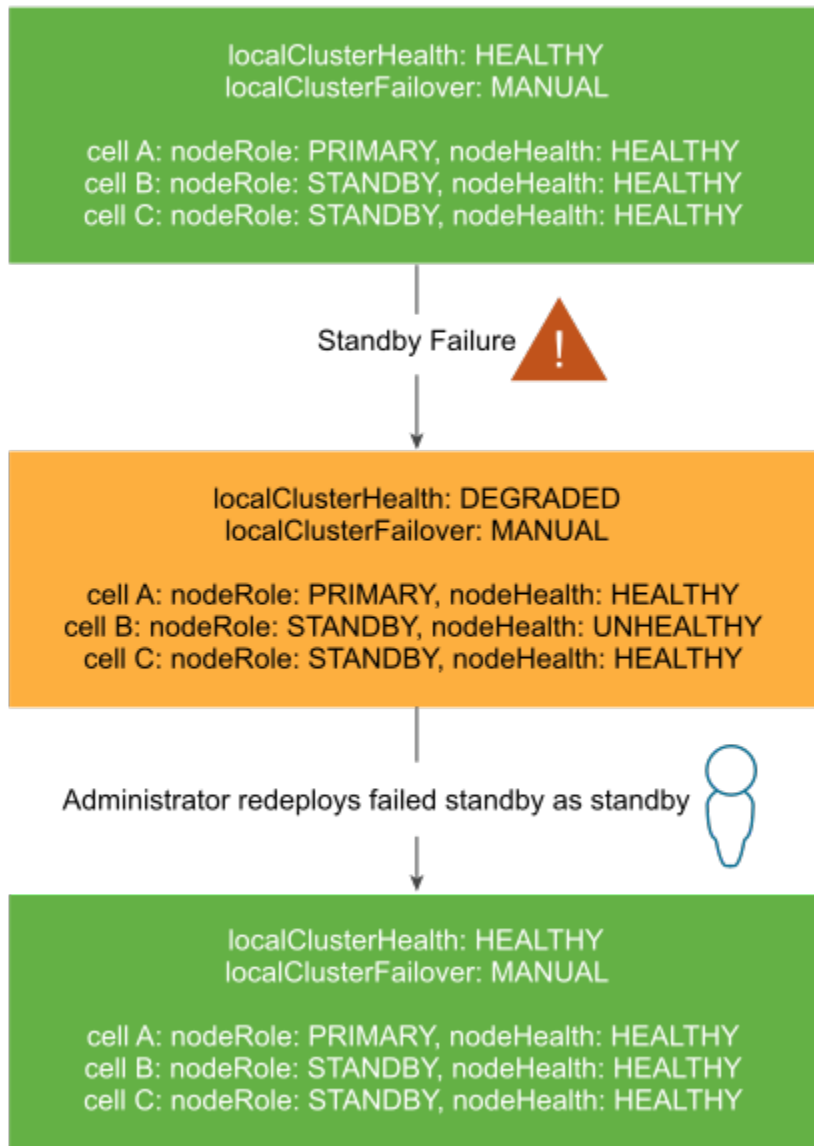 localClusterHealth: HEALTHY
localClusterFailover: MANUAL
cell A: nodeRole: PRIMARY, nodeHealth: HEALTHY
cell B: nodeRole: STANDBY, nodeHealth: HEALTHY
cell C: nodeRole: STANDBY, nodeHealth: HEALTHY
Standby Failure !
localClusterHealth: DEGRADED
localClusterFailover: MANUAL
cell A: nodeRole: PRIMARY, nodeHealth: HEALTHY
cell B: nodeRole: STANDBY, nodeHealth: UNHEALTHY
cell C: nodeRole: STANDBY, nodeHealth: HEALTHY
Administrator redeploys failed standby as standby
localClusterHealth: HEALTHY
localClusterFailover: MANUAL
cell A: nodeRole: PRIMARY, nodeHealth: HEALTHY
cell B: nodeRole: STANDBY, nodeHealth: HEALTHY
cell C: nodeRole: STANDBY, nodeHealth: HEALTHY